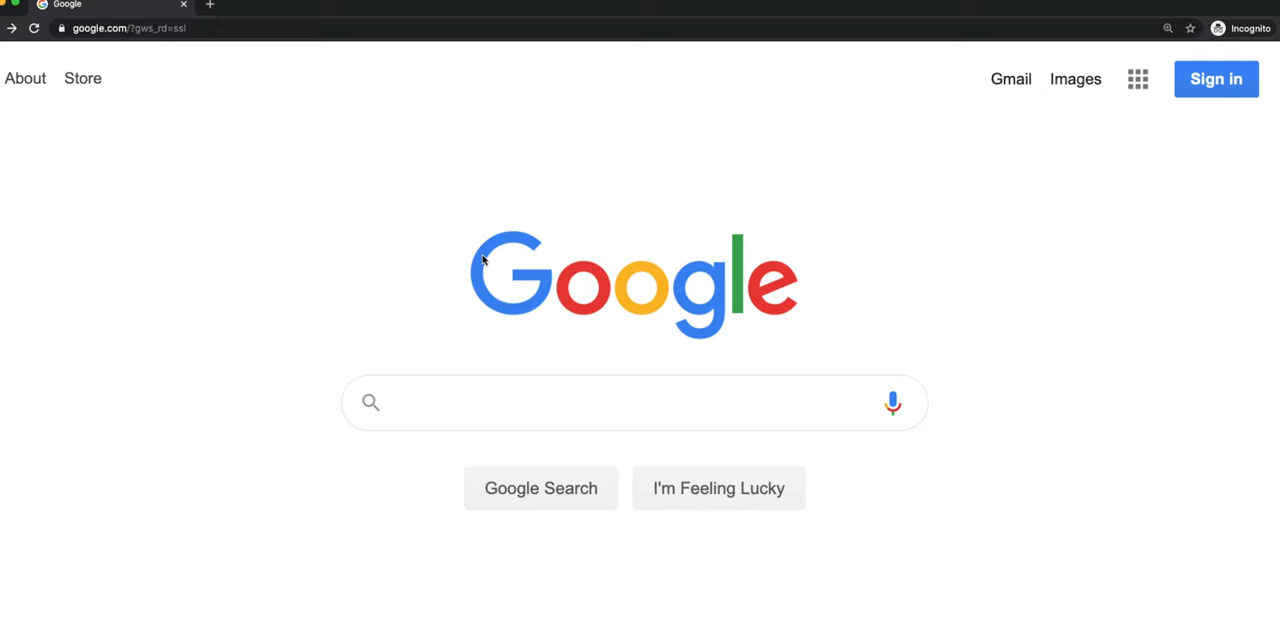 Google
google.com/?gws_rd=ssl
Incognito
About Store
Gmail Images Sign in
Google
Google Search I'm Feeling Lucky